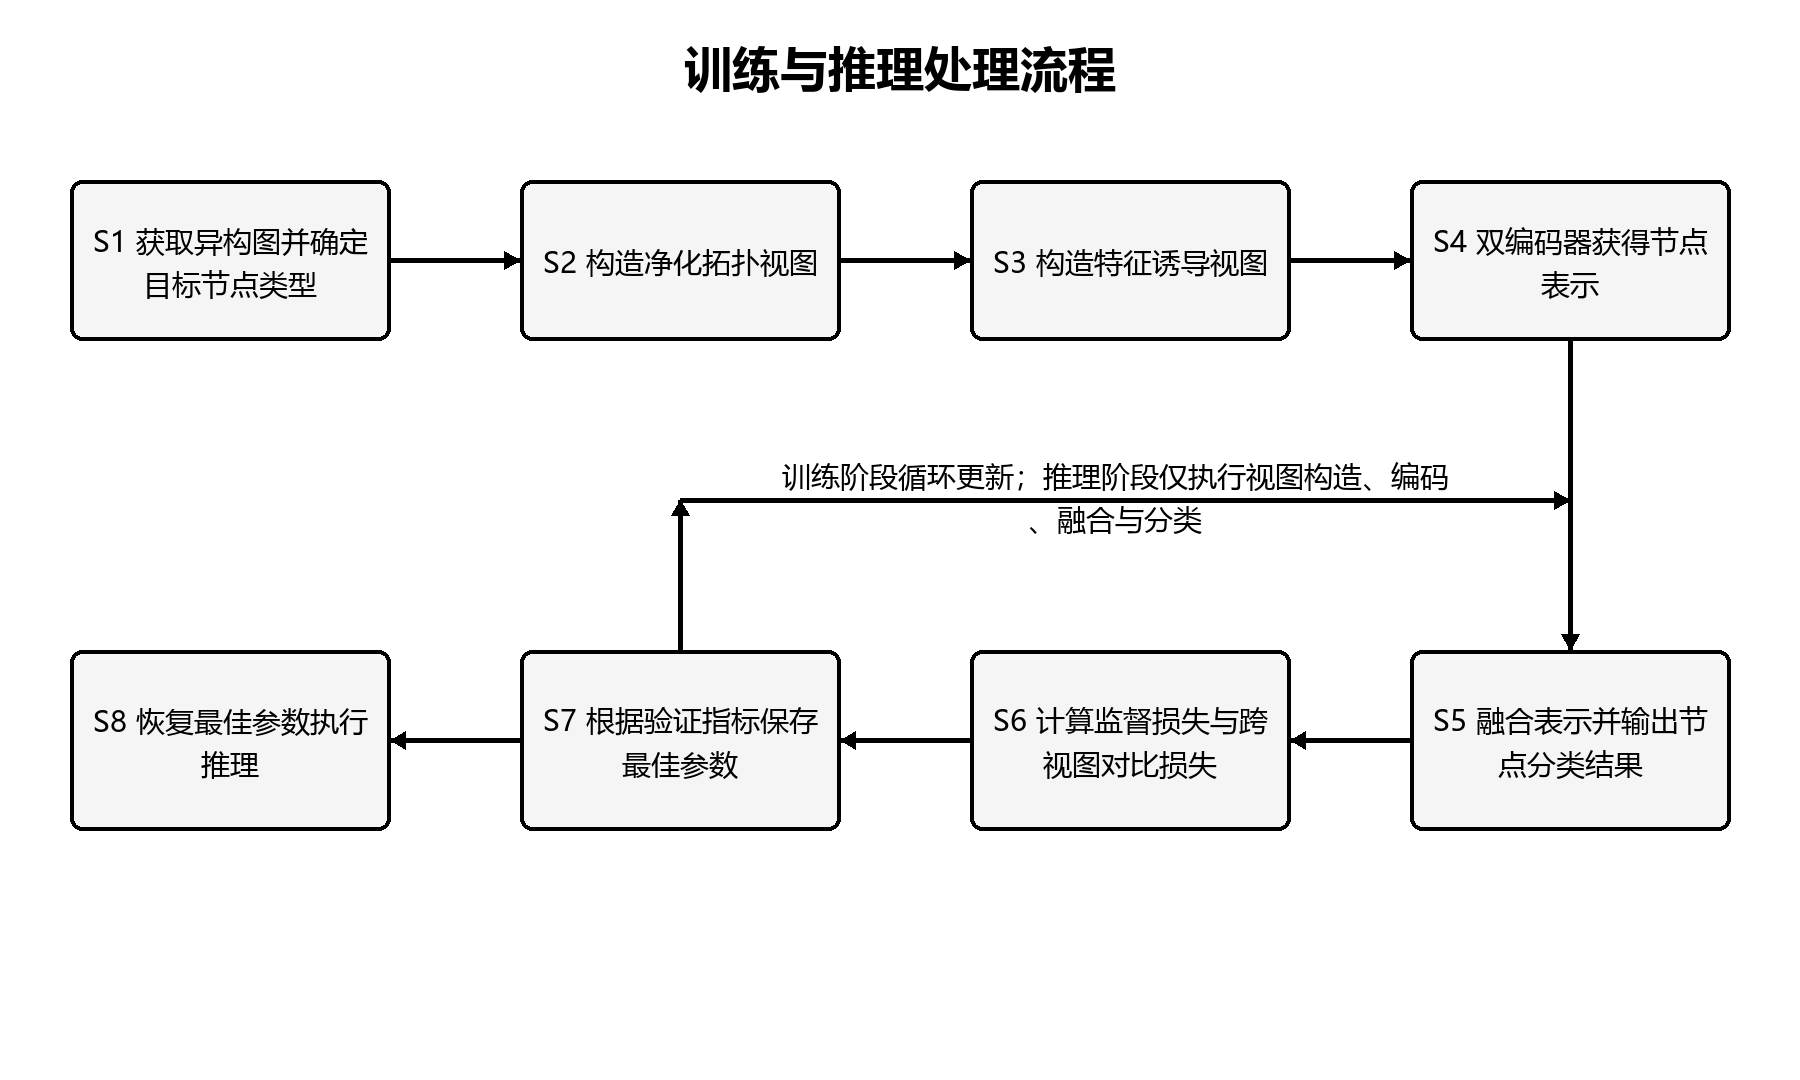 训练与推理处理流程
S1 获取异构图并确定
目标节点类型
S2 构造净化拓扑视图
S3 构造特征诱导视图
S4 双编码器获得节点
表示
训练阶段循环更新；推理阶段仅执行视图构造、编码
、融合与分类
S8 恢复最佳参数执行
推理
S7 根据验证指标保存
最佳参数
S6 计算监督损失与跨
视图对比损失
S5 融合表示并输出节
点分类结果